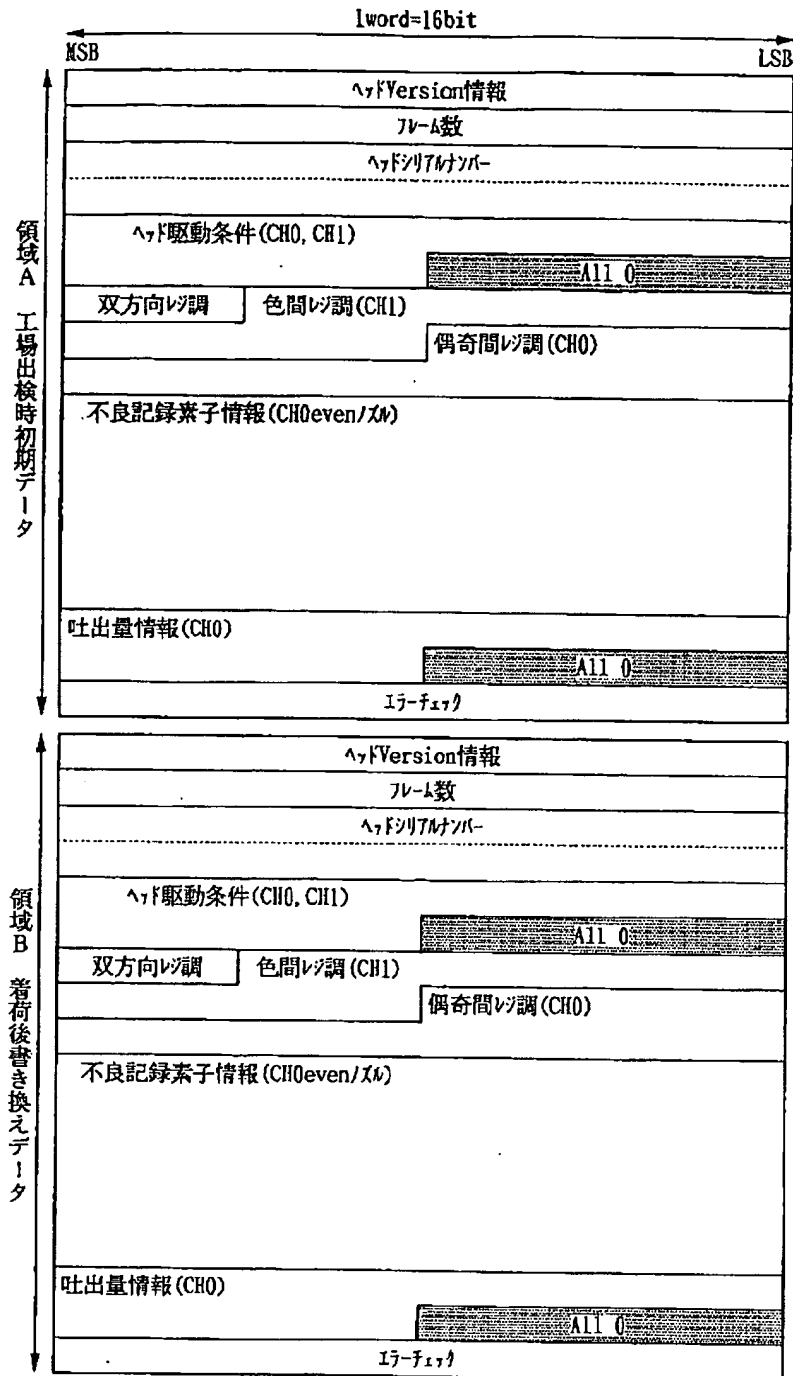 1word=16bit
MSB LSB
領域A 工場出検時初期データ
ヘッドVersion情報
フレーム数
ヘッドシリアルナンバー
ヘッド駆動条件(CH0, CH1)
All 0
双方向レジ調 色間レジ調(CH1)
偶奇間レジ調(CH0)
不良記録素子情報(CH0evenノズル)
吐出量情報(CH0)
All 0
エラーチェック
領域B 着荷後書き換えデータ
ヘッドVersion情報
フレーム数
ヘッドシリアルナンバー
ヘッド駆動条件(CH0, CH1)
All 0
双方向レジ調 色間レジ調(CH1)
偶奇間レジ調(CH0)
不良記録素子情報(CH0evenノズル)
吐出量情報(CH0)
All 0
エラーチェック